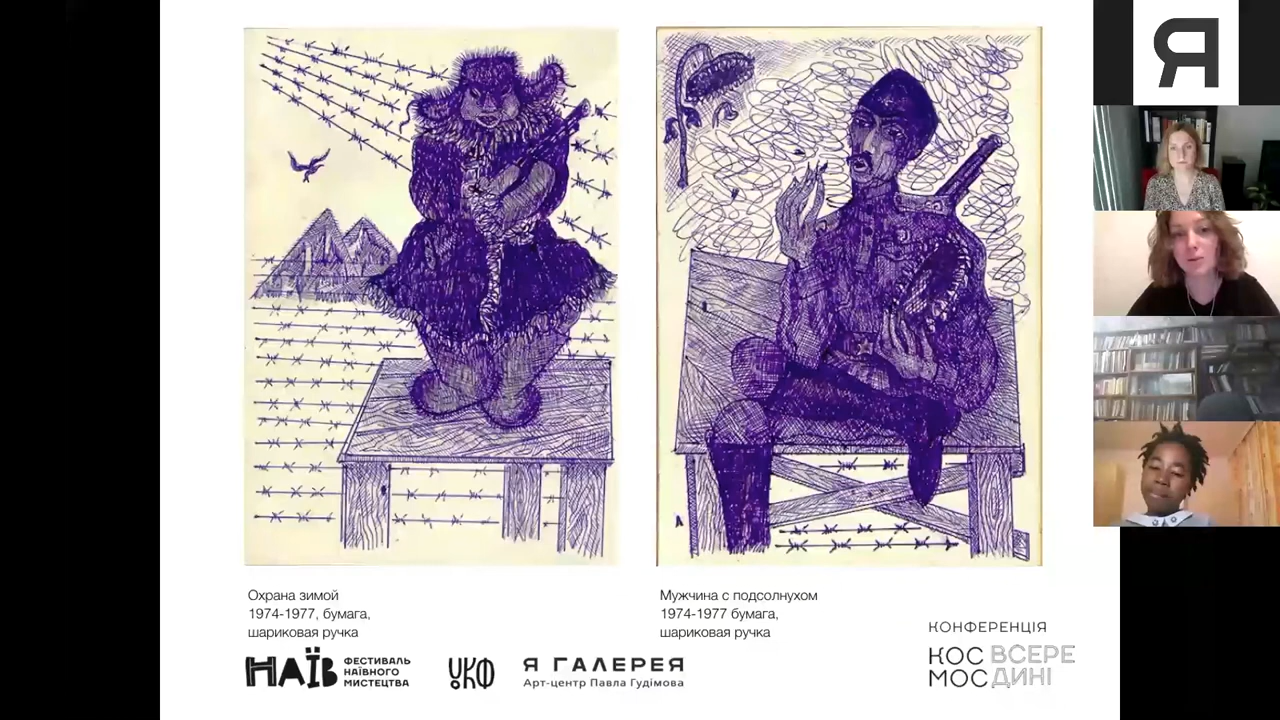 Я
Охрана зимой
1974-1977, бумага,
шариковая ручка
Мужчина с подсолнухом
1974-1977 бумага,
шариковая ручка
КОНФЕРЕНЦІЯ
КОС ВСЕРЕ
МОС ДИНІ
НАЇВ
ФЕСТИВАЛЬ
НАЇВНОГО
МИСТЕЦТВА
УКФ
Я ГАЛЕРЕЯ
Арт-центр Павла Гудімова